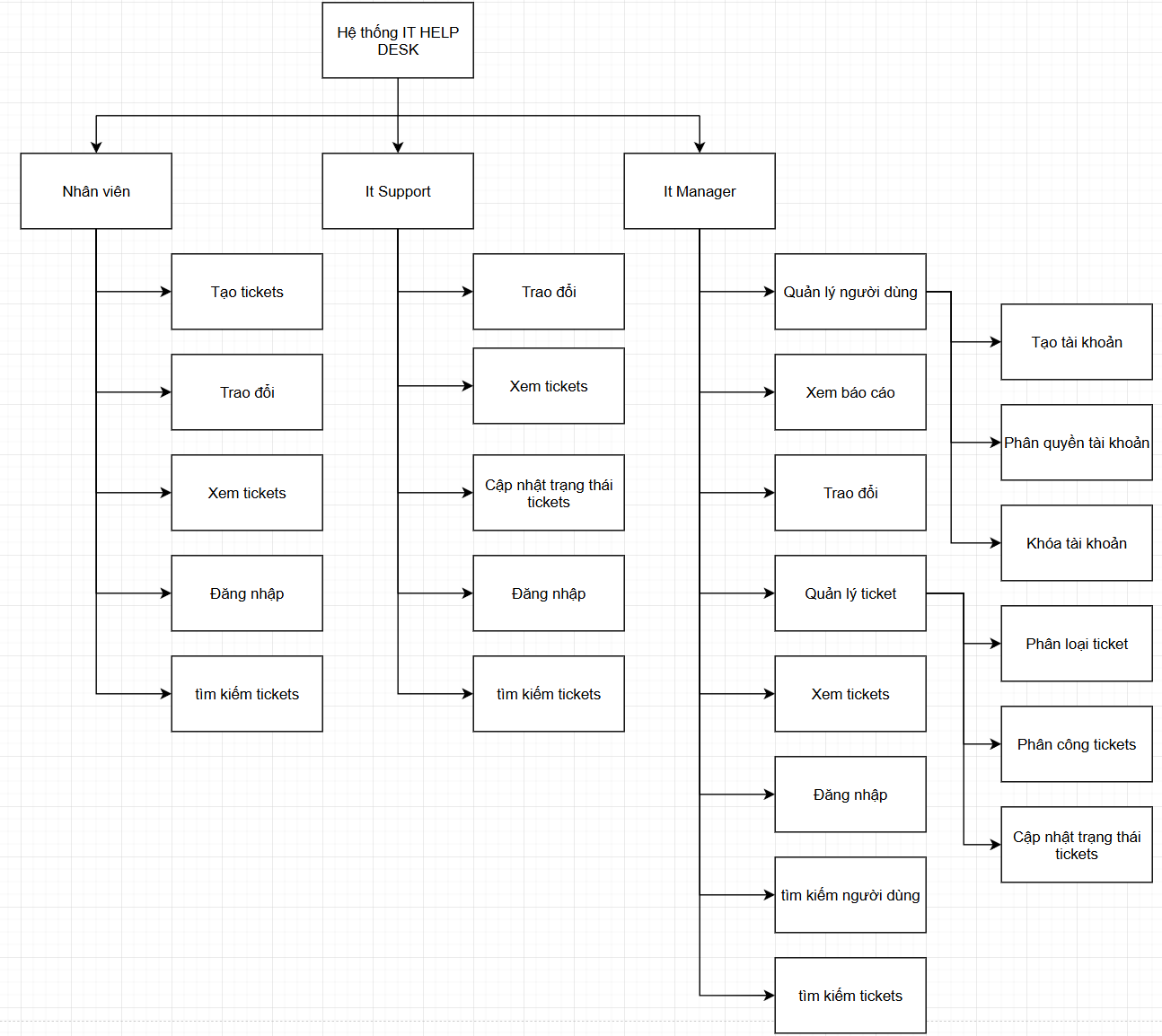 Hệ thống IT HELP
DESK
Nhân viên
It Support
It Manager
Tạo tickets
Trao đổi
Xem tickets
Đăng nhập
tìm kiếm tickets
Trao đổi
Xem tickets
Cập nhật trạng thái
tickets
Đăng nhập
tìm kiếm tickets
Quản lý người dùng
Xem báo cáo
Trao đổi
Quản lý ticket
Xem tickets
Đăng nhập
tìm kiếm người dùng
tìm kiếm tickets
Tạo tài khoản
Phân quyền tài khoản
Khóa tài khoản
Phân loại ticket
Phân công tickets
Cập nhật trạng thái
tickets